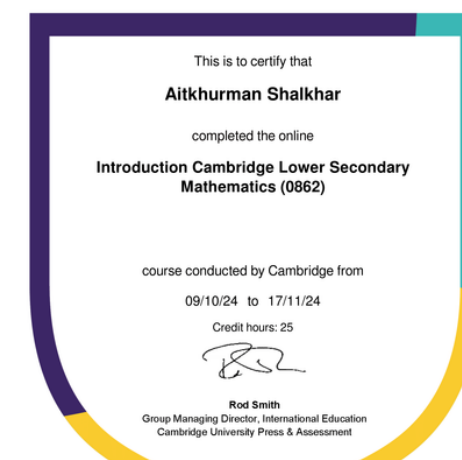 This is to certify that
Aitkhurman Shalkhar
completed the online
Introduction Cambridge Lower Secondary
Mathematics (0862)
course conducted by Cambridge from
09/10/24 to 17/11/24
Credit hours: 25
Rod Smith
Group Managing Director, International Education
Cambridge University Press & Assessment